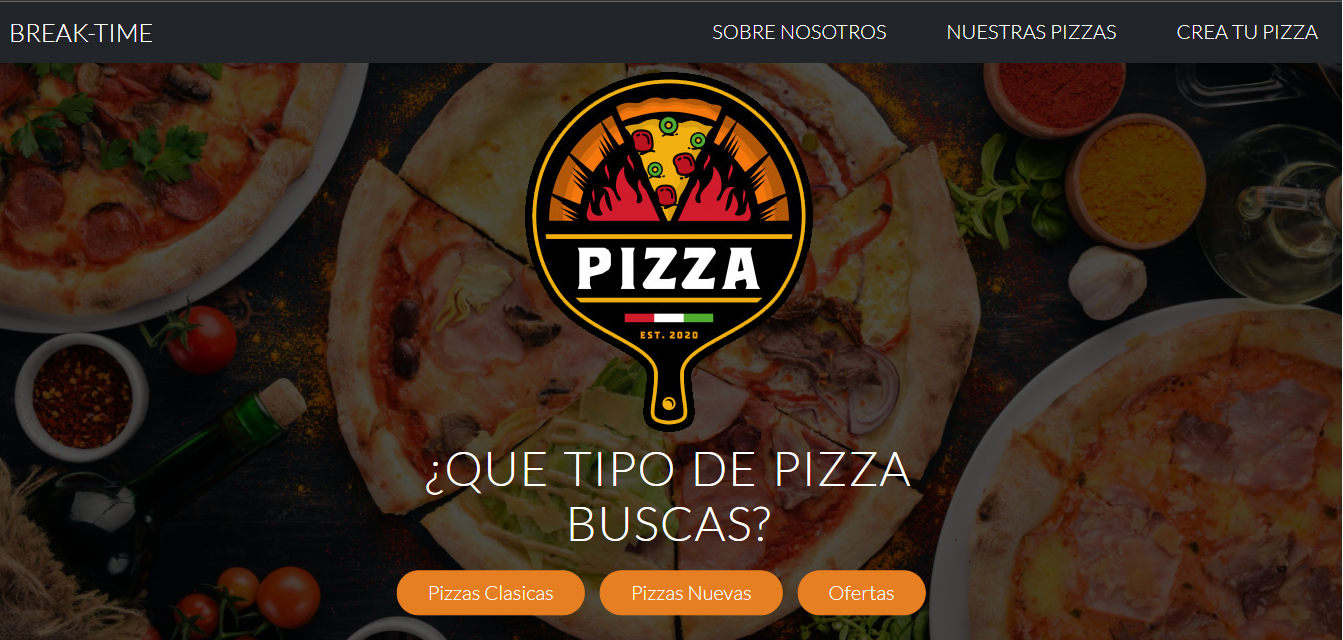 BREAK-TIME
SOBRE NOSOTROS
NUESTRAS PIZZAS
CREA TU PIZZA
PIZZA
EST. 2020
¿QUE TIPO DE PIZZA
BUSCAS?
Pizzas Clasicas
Pizzas Nuevas
Ofertas